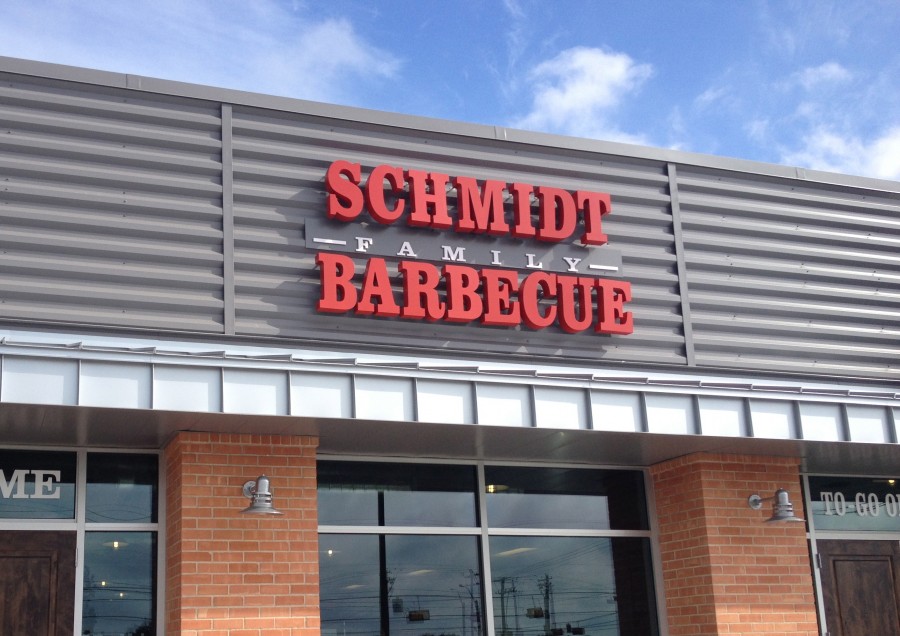 SCHMIDT
FAMILY
BARBECUE
ME
TO-GO O